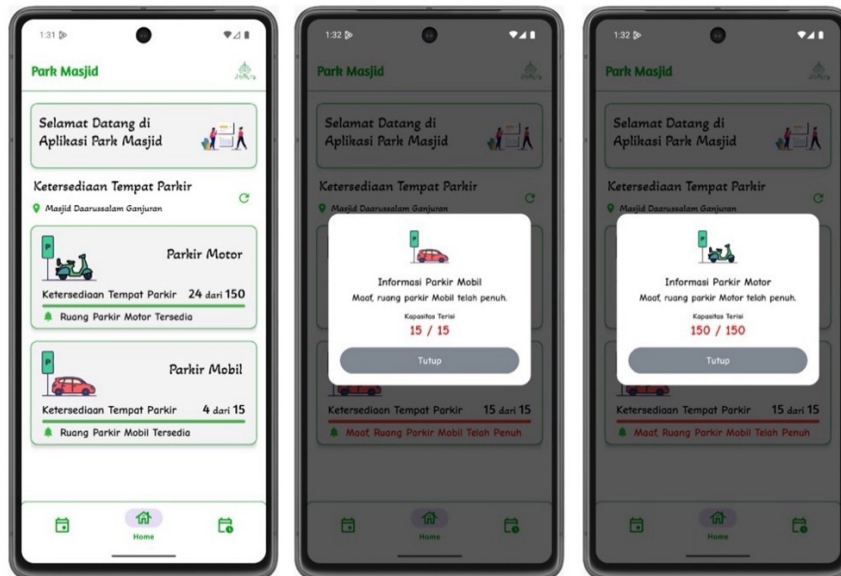 1:31
Park Masjid
Selamat Datang di
Aplikasi Park Masjid
Ketersediaan Tempat Parkir
Masjid Daarussalam Ganjuran
P
Parkir Motor
Ketersediaan Tempat Parkir 24 dari 150
Ruang Parkir Motor Tersedia
P
Parkir Mobil
Ketersediaan Tempat Parkir 4 dari 15
Ruang Parkir Mobil Tersedia
Home
1:32
Park Masjid
Selamat Datang di
Aplikasi Park Masjid
Ketersediaan Tempat Parkir
Masjid Daarussalam Ganjuran
P
Informasi Parkir Mobil
Maaf, ruang parkir Mobil telah penuh.
Kapasitas Terisi
15 / 15
Tutup
Ketersediaan Tempat Parkir 15 dari 15
Maaf, Ruang Parkir Mobil Telah Penuh
Home
1:32
Park Masjid
Selamat Datang di
Aplikasi Park Masjid
Ketersediaan Tempat Parkir
Masjid Daarussalam Ganjuran
P
Informasi Parkir Motor
Maaf, ruang parkir Motor telah penuh.
Kapasitas Terisi
150 / 150
Tutup
Ketersediaan Tempat Parkir 15 dari 15
Maaf, Ruang Parkir Mobil Telah Penuh
Home